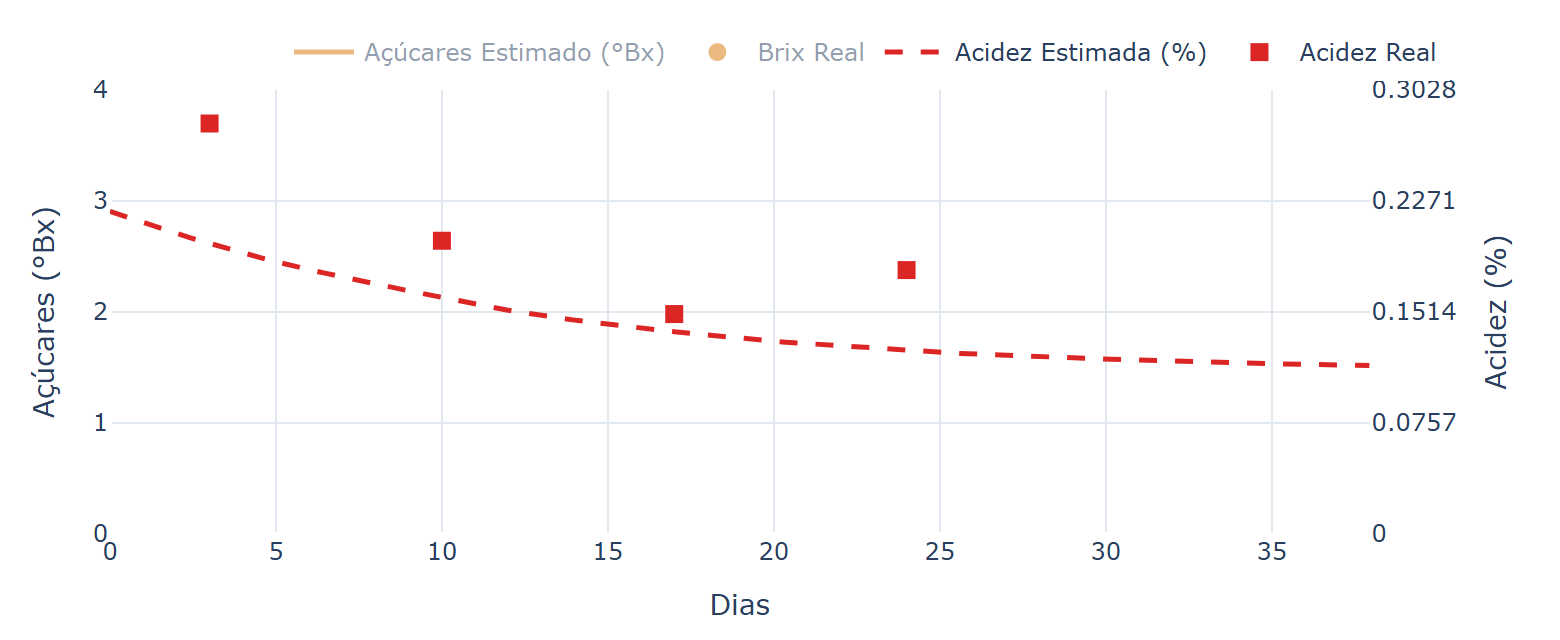 Açúcares Estimado (°Bx) Brix Real Acidez Estimada (%) Acidez Real
4 0.3028
3 0.2271
2 0.1514
1 0.0757
0 0
Açúcares (°Bx)
Acidez (%)
0 5 10 15 20 25 30 35
Dias